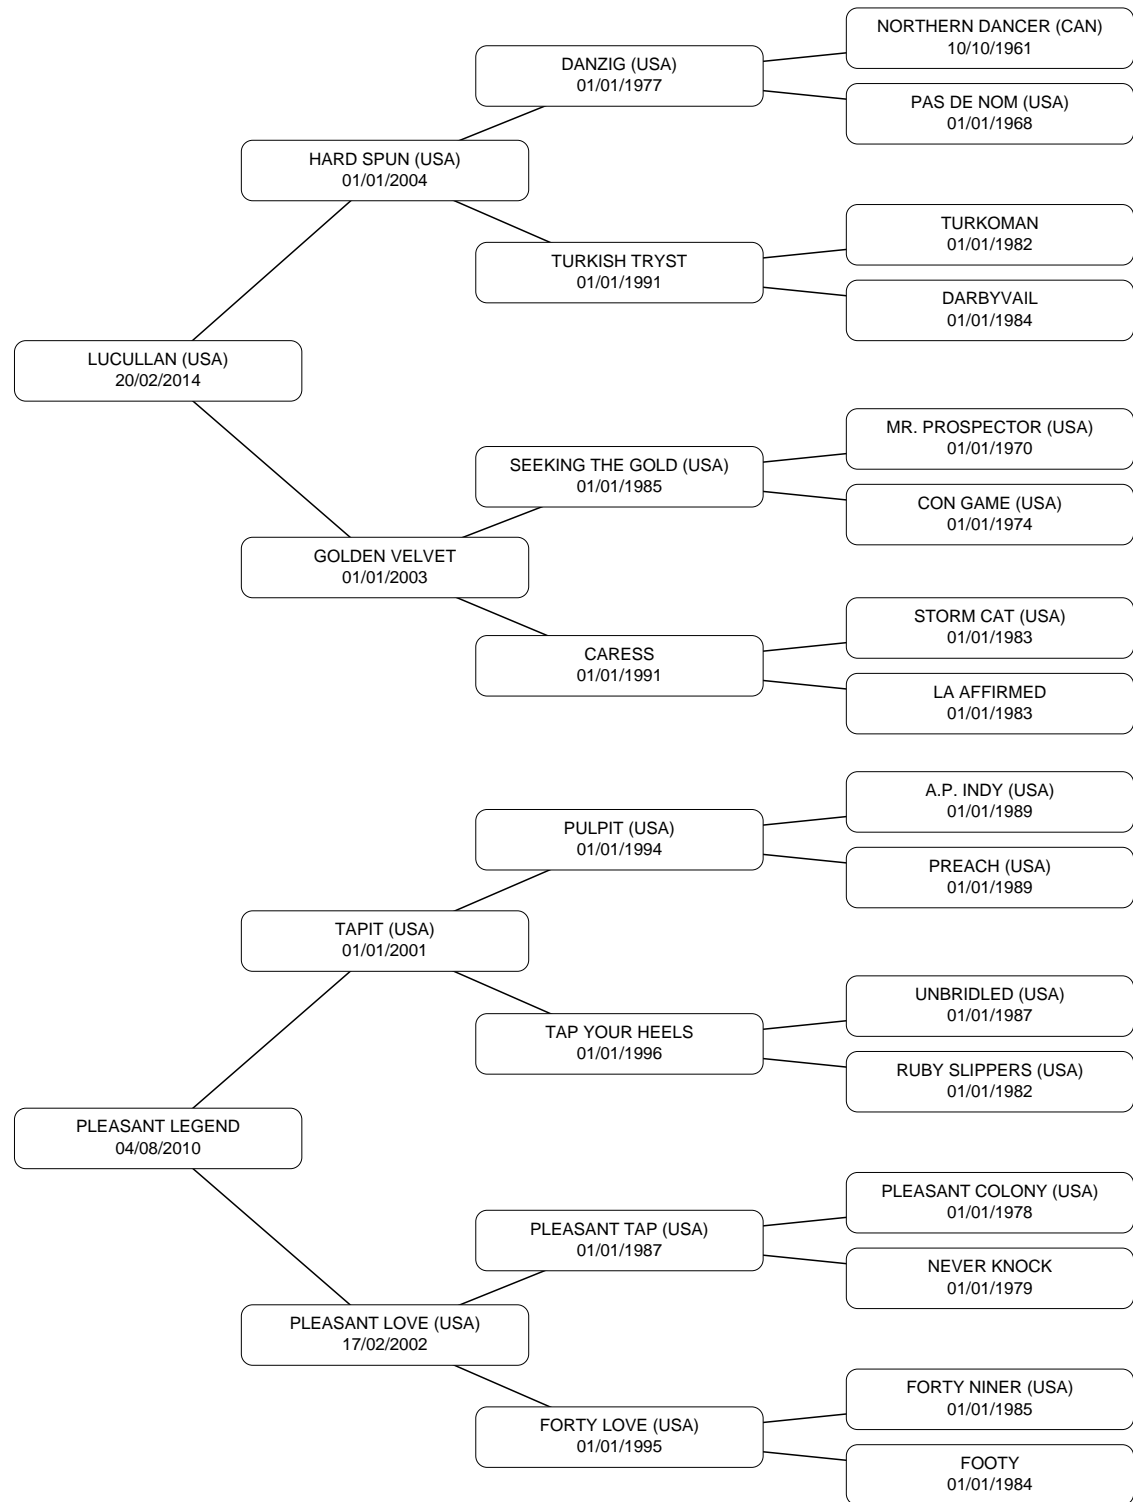 NORTHERN DANCER (CAN)
10/10/1961
DANZIG (USA)
01/01/1977
PAS DE NOM (USA)
01/01/1968
HARD SPUN (USA)
01/01/2004
TURKOMAN
01/01/1982
TURKISH TRYST
01/01/1991
DARBYVAIL
01/01/1984
LUCULLAN (USA)
20/02/2014
MR. PROSPECTOR (USA)
01/01/1970
SEEKING THE GOLD (USA)
01/01/1985
CON GAME (USA)
01/01/1974
GOLDEN VELVET
01/01/2003
STORM CAT (USA)
01/01/1983
CARESS
01/01/1991
LA AFFIRMED
01/01/1983
A.P. INDY (USA)
01/01/1989
PULPIT (USA)
01/01/1994
PREACH (USA)
01/01/1989
TAPIT (USA)
01/01/2001
UNBRIDLED (USA)
01/01/1987
TAP YOUR HEELS
01/01/1996
RUBY SLIPPERS (USA)
01/01/1982
PLEASANT LEGEND
04/08/2010
PLEASANT COLONY (USA)
01/01/1978
PLEASANT TAP (USA)
01/01/1987
NEVER KNOCK
01/01/1979
PLEASANT LOVE (USA)
17/02/2002
FORTY NINER (USA)
01/01/1985
FORTY LOVE (USA)
01/01/1995
FOOTY
01/01/1984